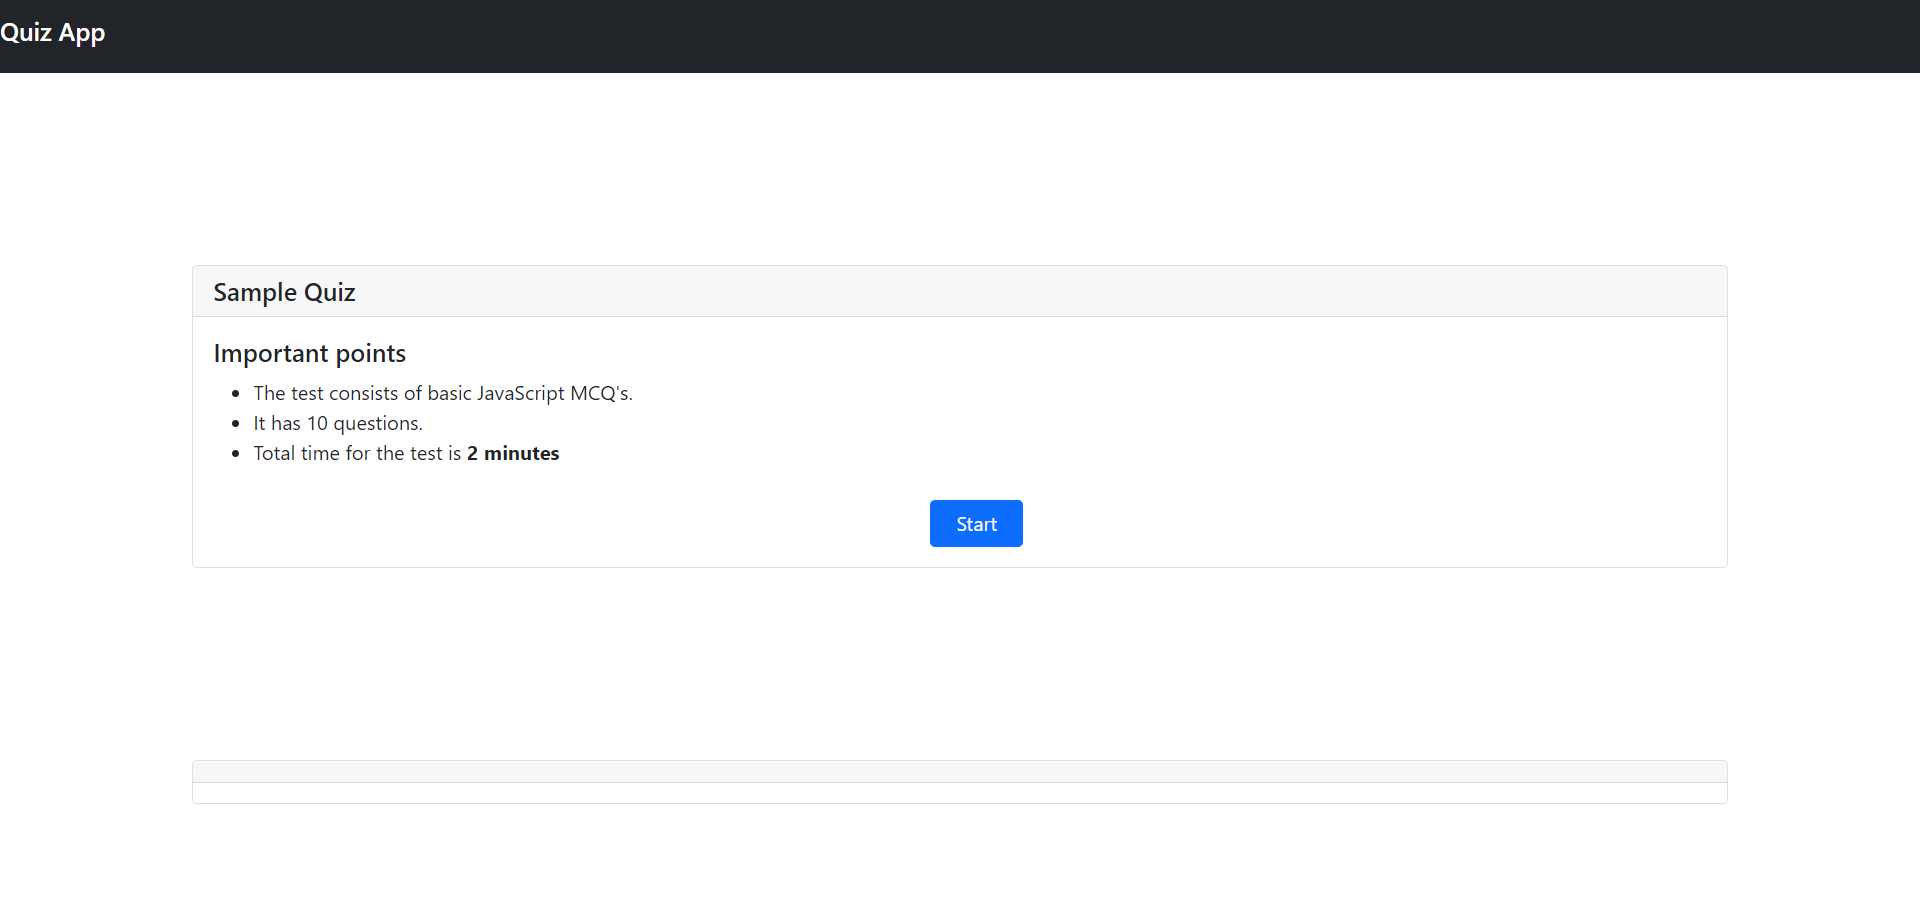 Quiz App
Sample Quiz
Important points
The test consists of basic JavaScript MCQ's.
It has 10 questions.
Total time for the test is 2 minutes
Start